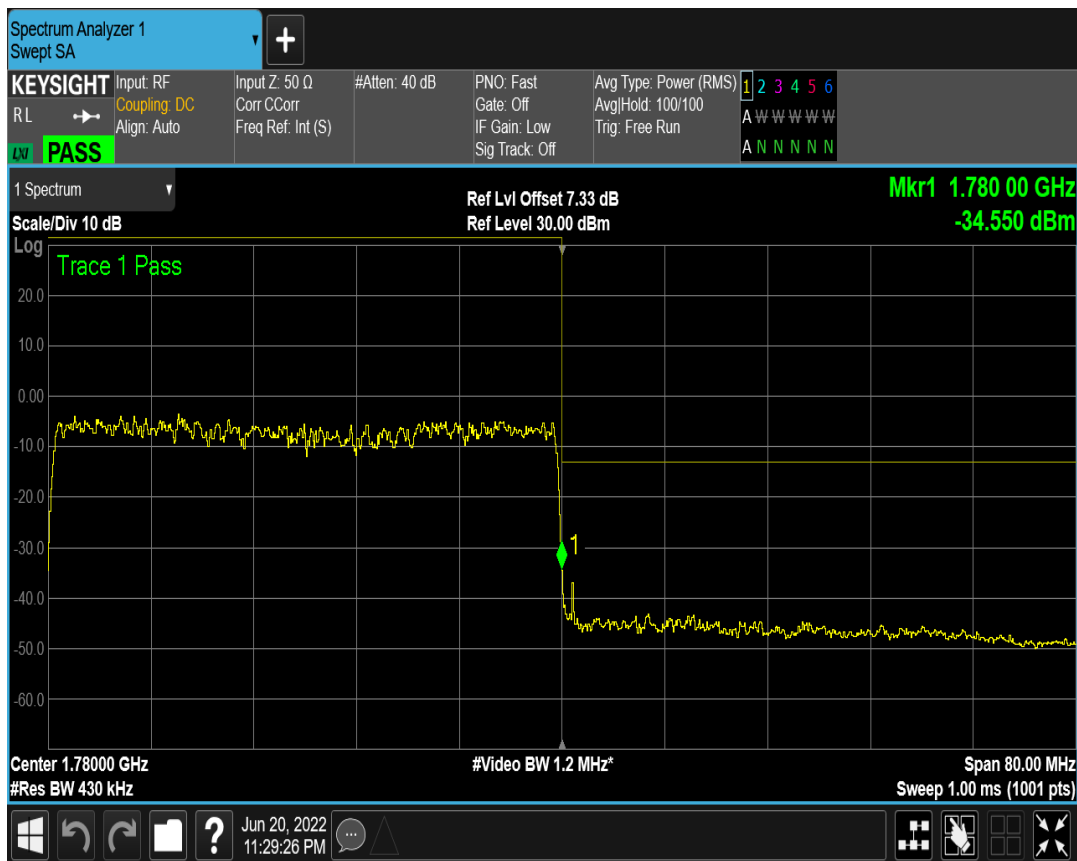 Spectrum Analyzer 1
Swept SA
+
KEYSIGHT
RL
LXI PASS
Input: RF
Coupling: DC
Align: Auto
Input Z: 50 Ω
Corr CCorr
Freq Ref: Int (S)
#Atten: 40 dB
PNO: Fast
Gate: Off
IF Gain: Low
Sig Track: Off
Avg Type: Power (RMS)
Avg|Hold: 100/100
Trig: Free Run
1 2 3 4 5 6
A W W W W W
A N N N N N
1 Spectrum
Scale/Div 10 dB
Ref Lvl Offset 7.33 dB
Ref Level 30.00 dBm
Mkr1 1.780 00 GHz
-34.550 dBm
Log
Trace 1 Pass
20.0
10.0
0.00
-10.0
-20.0
-30.0
-40.0
-50.0
-60.0
1
Center 1.78000 GHz
#Res BW 430 kHz
#Video BW 1.2 MHz*
Span 80.00 MHz
Sweep 1.00 ms (1001 pts)
?
Jun 20, 2022
11:29:26 PM